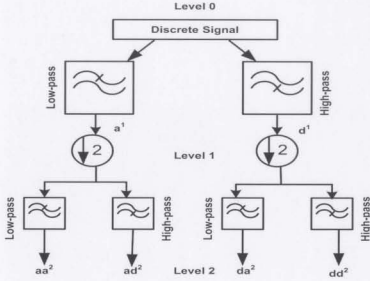 Level 0
Discrete Signal
Low-pass
High-pass
a¹
d¹
2
Level 1
2
Low-pass
High-pass
Low-pass
High-pass
aa²
ad²
Level 2
da²
dd²